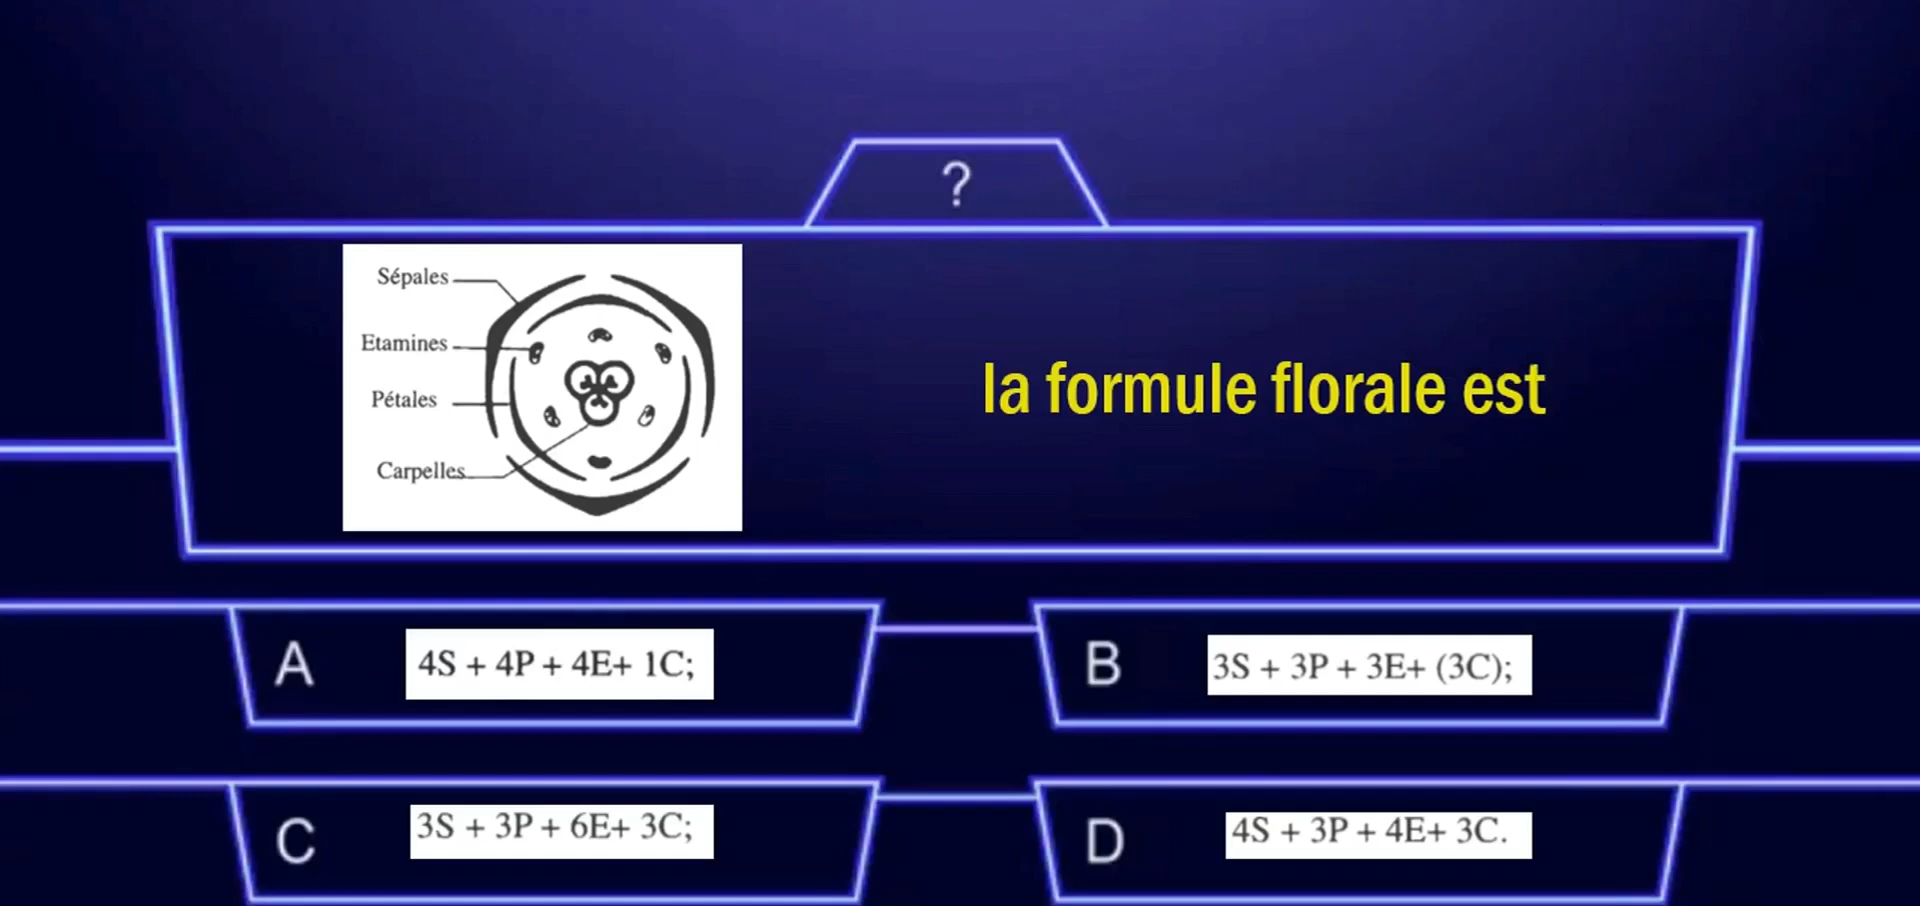 ?
Sépales
Etamines
Pétales
Carpelles
la formule florale est
A 4S + 4P + 4E+ 1C;
B 3S + 3P + 3E+ (3C);
C 3S + 3P + 6E+ 3C;
D 4S + 3P + 4E+ 3C.